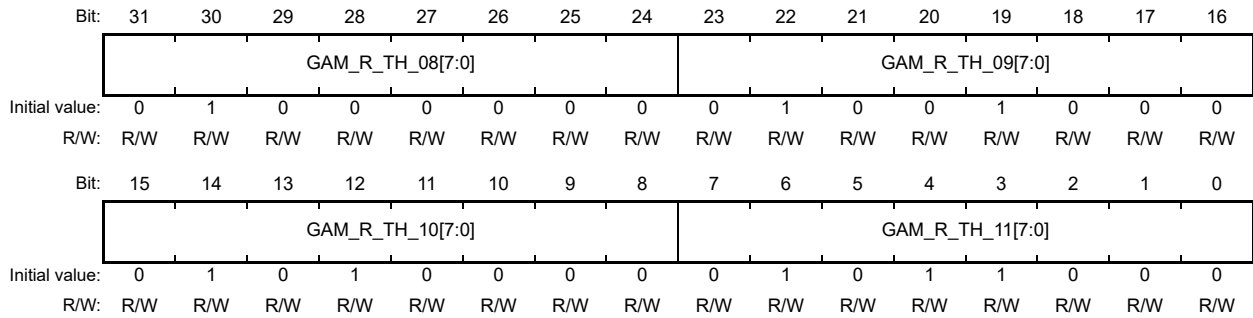 Bit: 31 30 29 28 27 26 25 24 23 22 21 20 19 18 17 16
GAM_R_TH_08[7:0] GAM_R_TH_09[7:0]
Initial value: 0 1 0 0 0 0 0 0 0 1 0 0 1 0 0 0
R/W: R/W R/W R/W R/W R/W R/W R/W R/W R/W R/W R/W R/W R/W R/W R/W R/W
Bit: 15 14 13 12 11 10 9 8 7 6 5 4 3 2 1 0
GAM_R_TH_10[7:0] GAM_R_TH_11[7:0]
Initial value: 0 1 0 1 0 0 0 0 0 1 0 1 1 0 0 0
R/W: R/W R/W R/W R/W R/W R/W R/W R/W R/W R/W R/W R/W R/W R/W R/W R/W